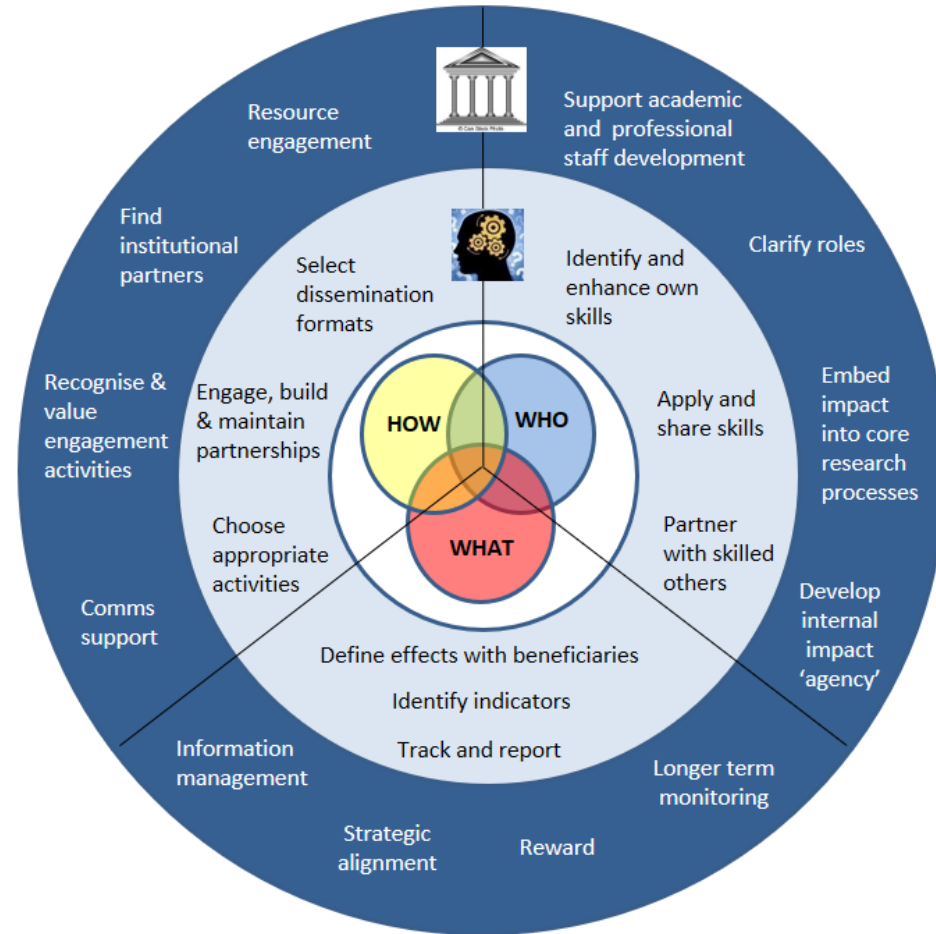 © Can Stock Photo
Resource
engagement
Support academic
and professional
staff development
Find
institutional
partners
Clarify roles
Select
dissemination
formats
Identify and
enhance own
skills
Recognise &
value
engagement
activities
Engage, build
& maintain
partnerships
HOW
WHO
WHAT
Apply and
share skills
Embed
impact
into core
research
processes
Choose
appropriate
activities
Partner
with skilled
others
Comms
support
Develop
internal
impact
‘agency’
Define effects with beneficiaries
Identify indicators
Track and report
Information
management
Longer term
monitoring
Strategic
alignment
Reward